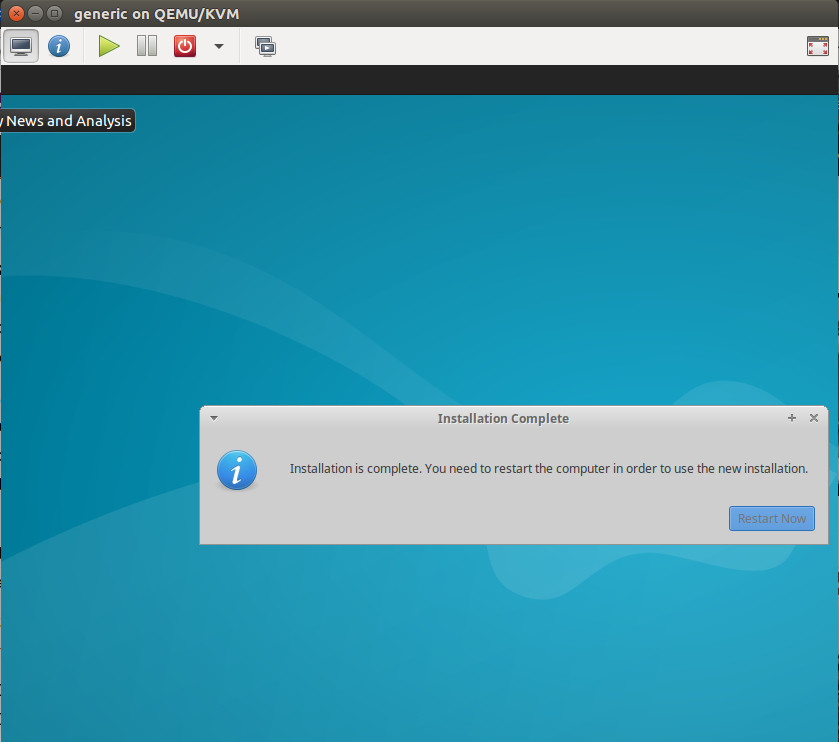 generic on QEMU/KVM
y News and Analysis
Installation Complete
Installation is complete. You need to restart the computer in order to use the new installation.
Restart Now